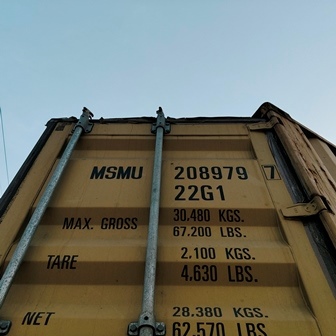 MSMU 208979 7
22G1
MAX. GROSS 30.480 KGS.
67.200 LBS.
TARE 2.100 KGS.
4.630 LBS.
NET 28.380 KGS.
62.570 LBS